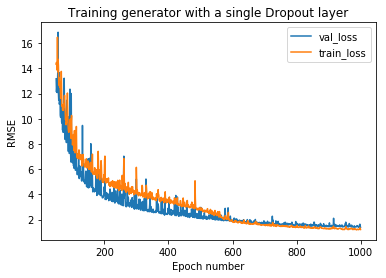 Training generator with a single Dropout layer
val_loss
train_loss
RMSE
16
14
12
10
8
6
4
2
200
400
600
800
1000
Epoch number